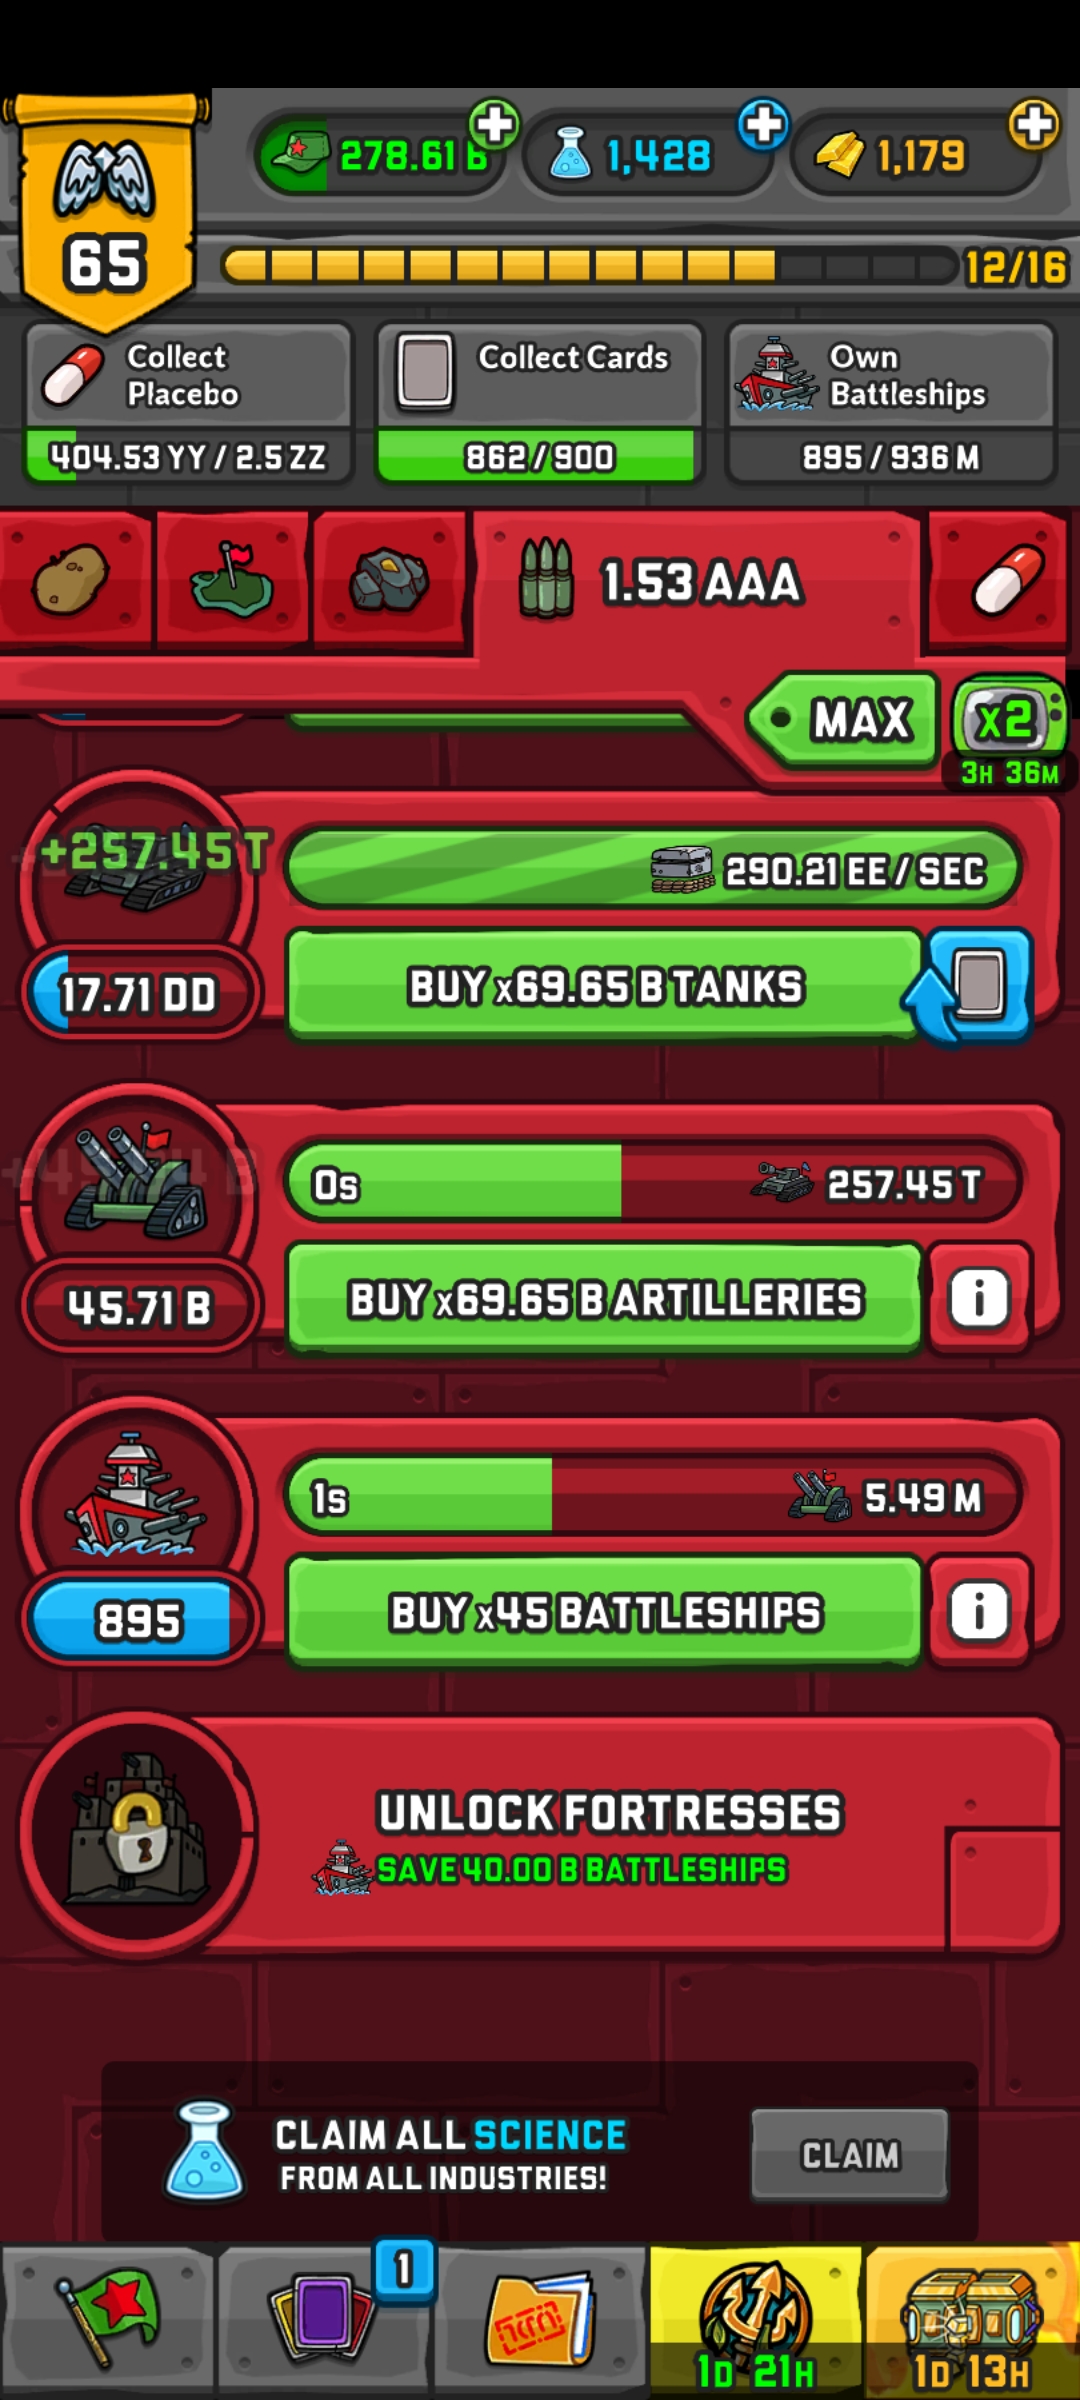 65
278.61 B
1,428
1,179
12/16
Collect
Placebo
404.53 YY / 2.5 ZZ
Collect Cards
862/900
Own
Battleships
895/936 M
1.53 AAA
MAX
x2
3H 36M
+257.45 T
290.21 EE / SEC
17.71 DD
BUY x69.65 B TANKS
0s
257.45 T
45.71 B
BUY x69.65 B ARTILLERIES
i
1s
5.49 M
895
BUY x45 BATTLESHIPS
i
UNLOCK FORTRESSES
SAVE 40.00 B BATTLESHIPS
CLAIM ALL SCIENCE
FROM ALL INDUSTRIES!
CLAIM
1
1D 21H
1D 13H